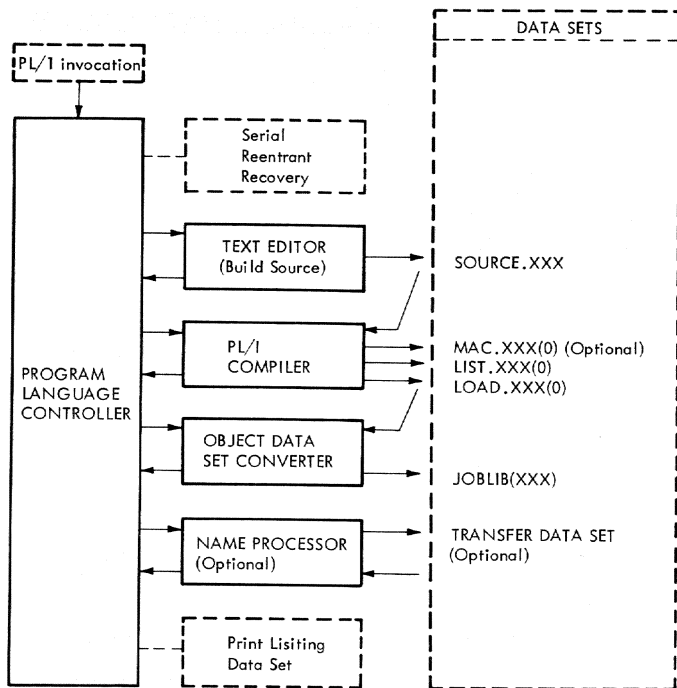 DATA SETS
PL/1 invocation
Serial
Reentrant
Recovery
TEXT EDITOR
(Build Source)
SOURCE.XXX
PL/I
COMPILER
MAC.XXX(0) (Optional)
LIST.XXX(0)
LOAD.XXX(0)
PROGRAM
LANGUAGE
CONTROLLER
OBJECT DATA
SET CONVERTER
JOBLIB(XXX)
NAME PROCESSOR
(Optional)
TRANSFER DATA SET
(Optional)
Print Lisiting
Data Set